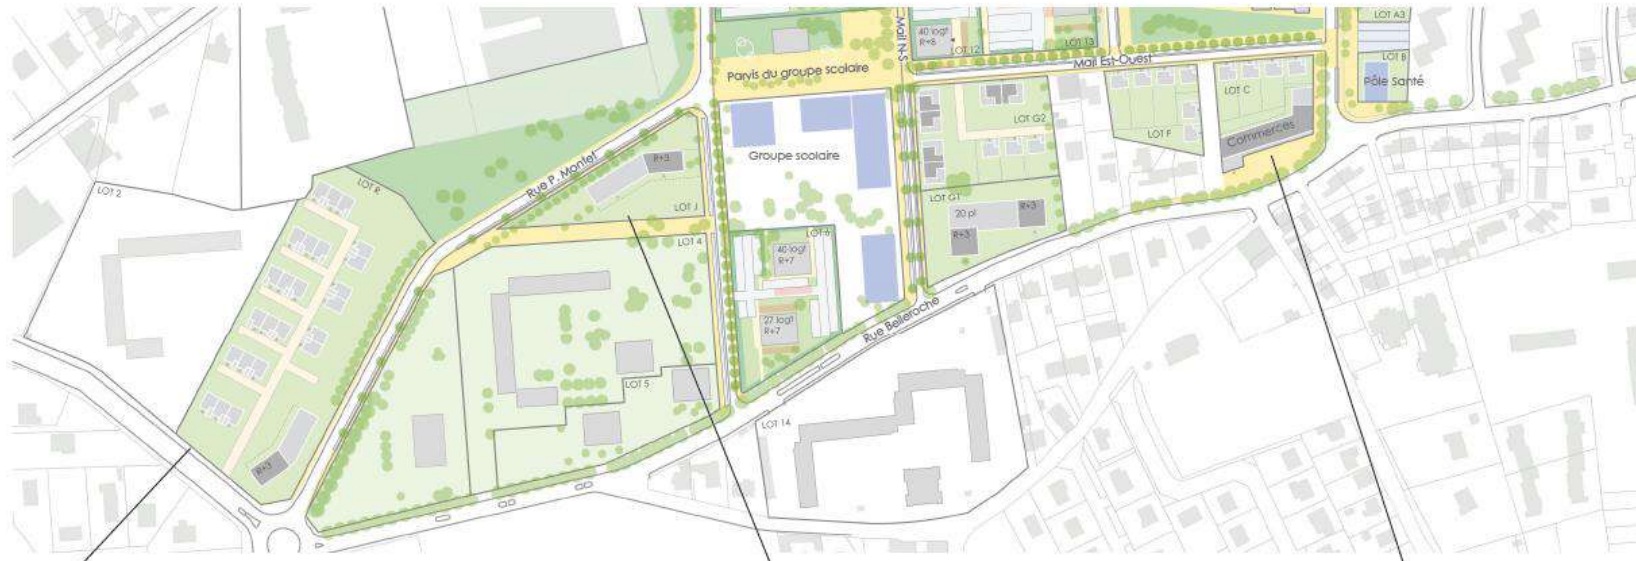 LOT A3
40 logt
R+8
LOT 12
LOT 13
Mail N-S
Mail Est-Ouest
LOT B
Pôle Santé
Parvis du groupe scolaire
LOT C
Commerces
LOT F
LOT G2
Groupe scolaire
R+3
Rue P. Montet
LOT R
LOT 2
LOT J
LOT G1
20 pl
R+3
R+3
LOT 4
LOT 6
40 logt
R+7
27 logt
R+7
Rue Belleroche
LOT 5
LOT 14
R+3